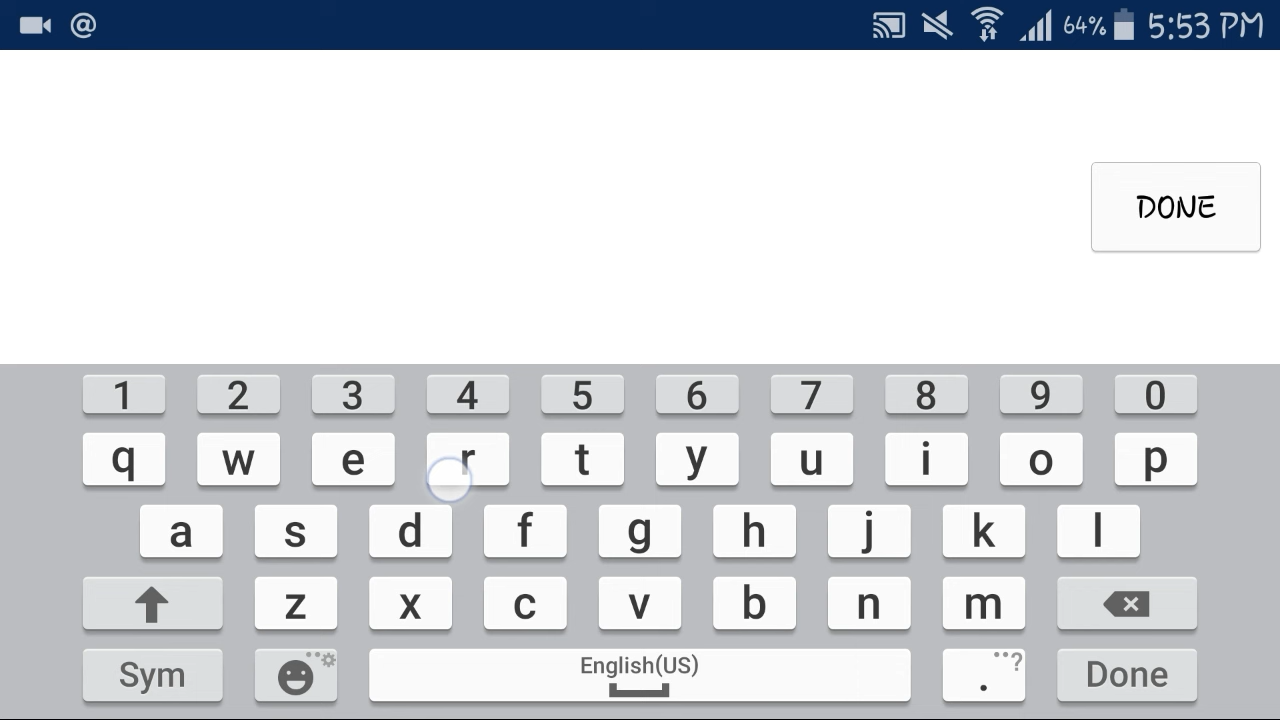 @ 64% 5:53 PM
DONE
1 2 3 4 5 6 7 8 9 0
q w e r t y u i o p
a s d f g h j k l
z x c v b n m
Sym English(US) . ? Done